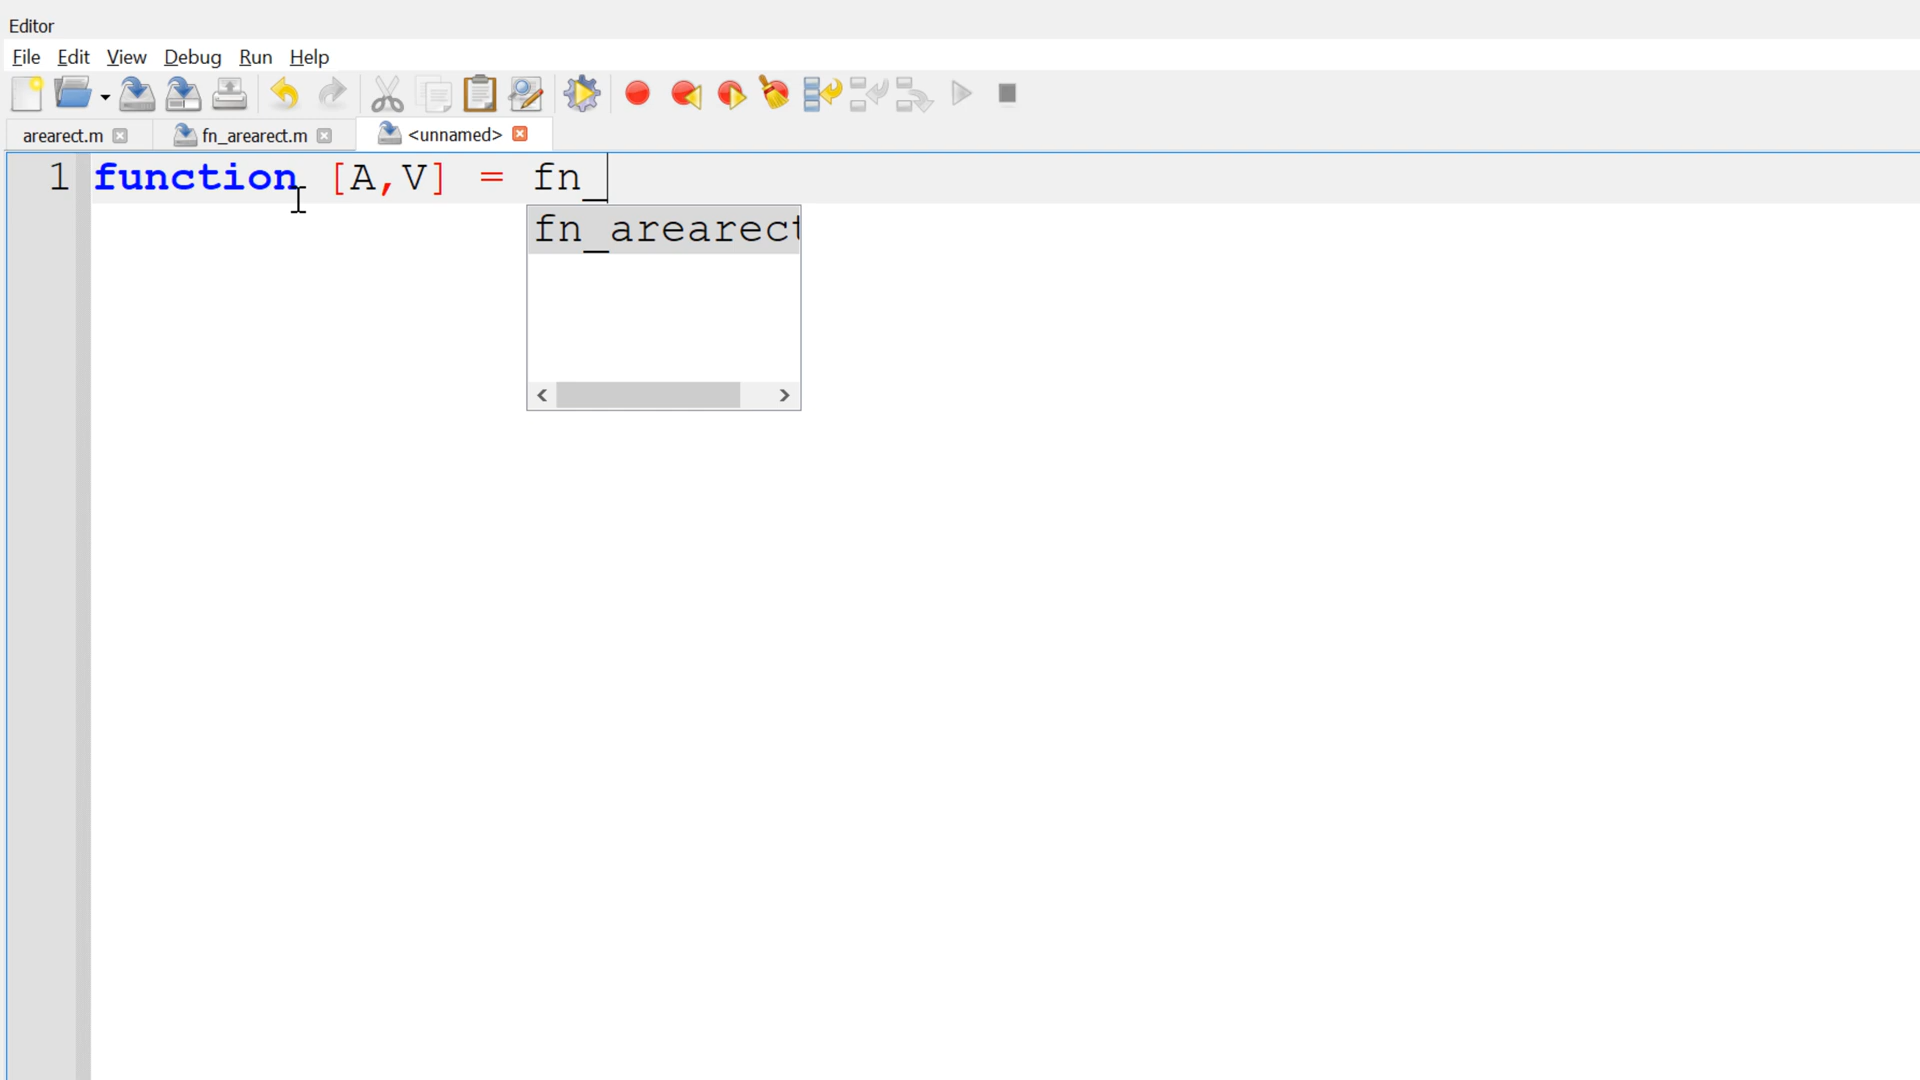 Editor
File Edit View Debug Run Help
arearect.m fn_arearect.m <unnamed>
1 function [A,V] = fn_
fn_arearect